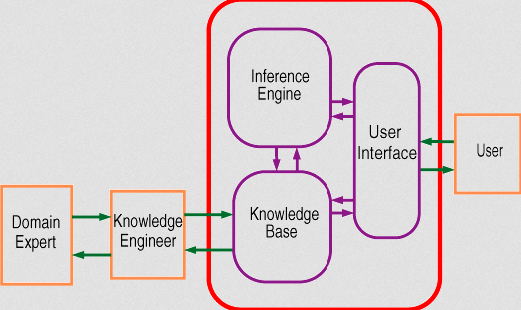 Inference
Engine
User
Interface
User
Domain
Expert
Knowledge
Engineer
Knowledge
Base